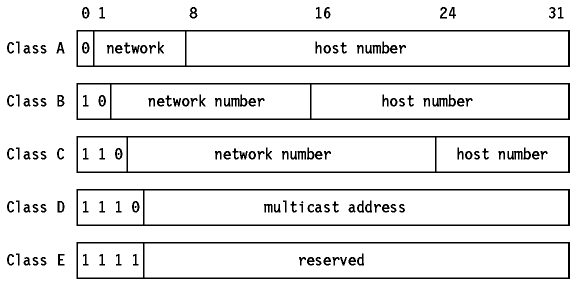 0 1 8 16 24 31
Class A 0 network host number
Class B 1 0 network number host number
Class C 1 1 0 network number host number
Class D 1 1 1 0 multicast address
Class E 1 1 1 1 reserved